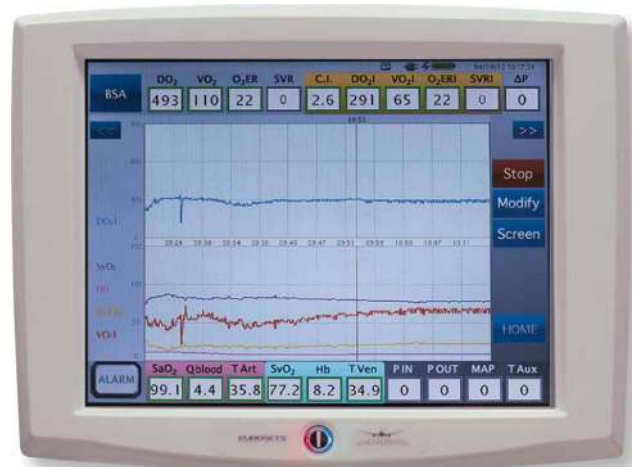 DO₂ VO₂ O₂ER SVR C.I. DO₂I VO₂I O₂ERI SVRI ΔP
BSA 493 110 22 0 2.6 291 65 22 0 0
<< >>
Stop
Modify
Screen
DO₂I
SvO₂
Hb
VO₂I
HOME
SaO₂ Qblood T Art SvO₂ Hb T Ven P IN P OUT MAP T Aux
ALARM 99.1 4.4 35.8 77.2 8.2 34.9 0 0 0 0
EUROSETS